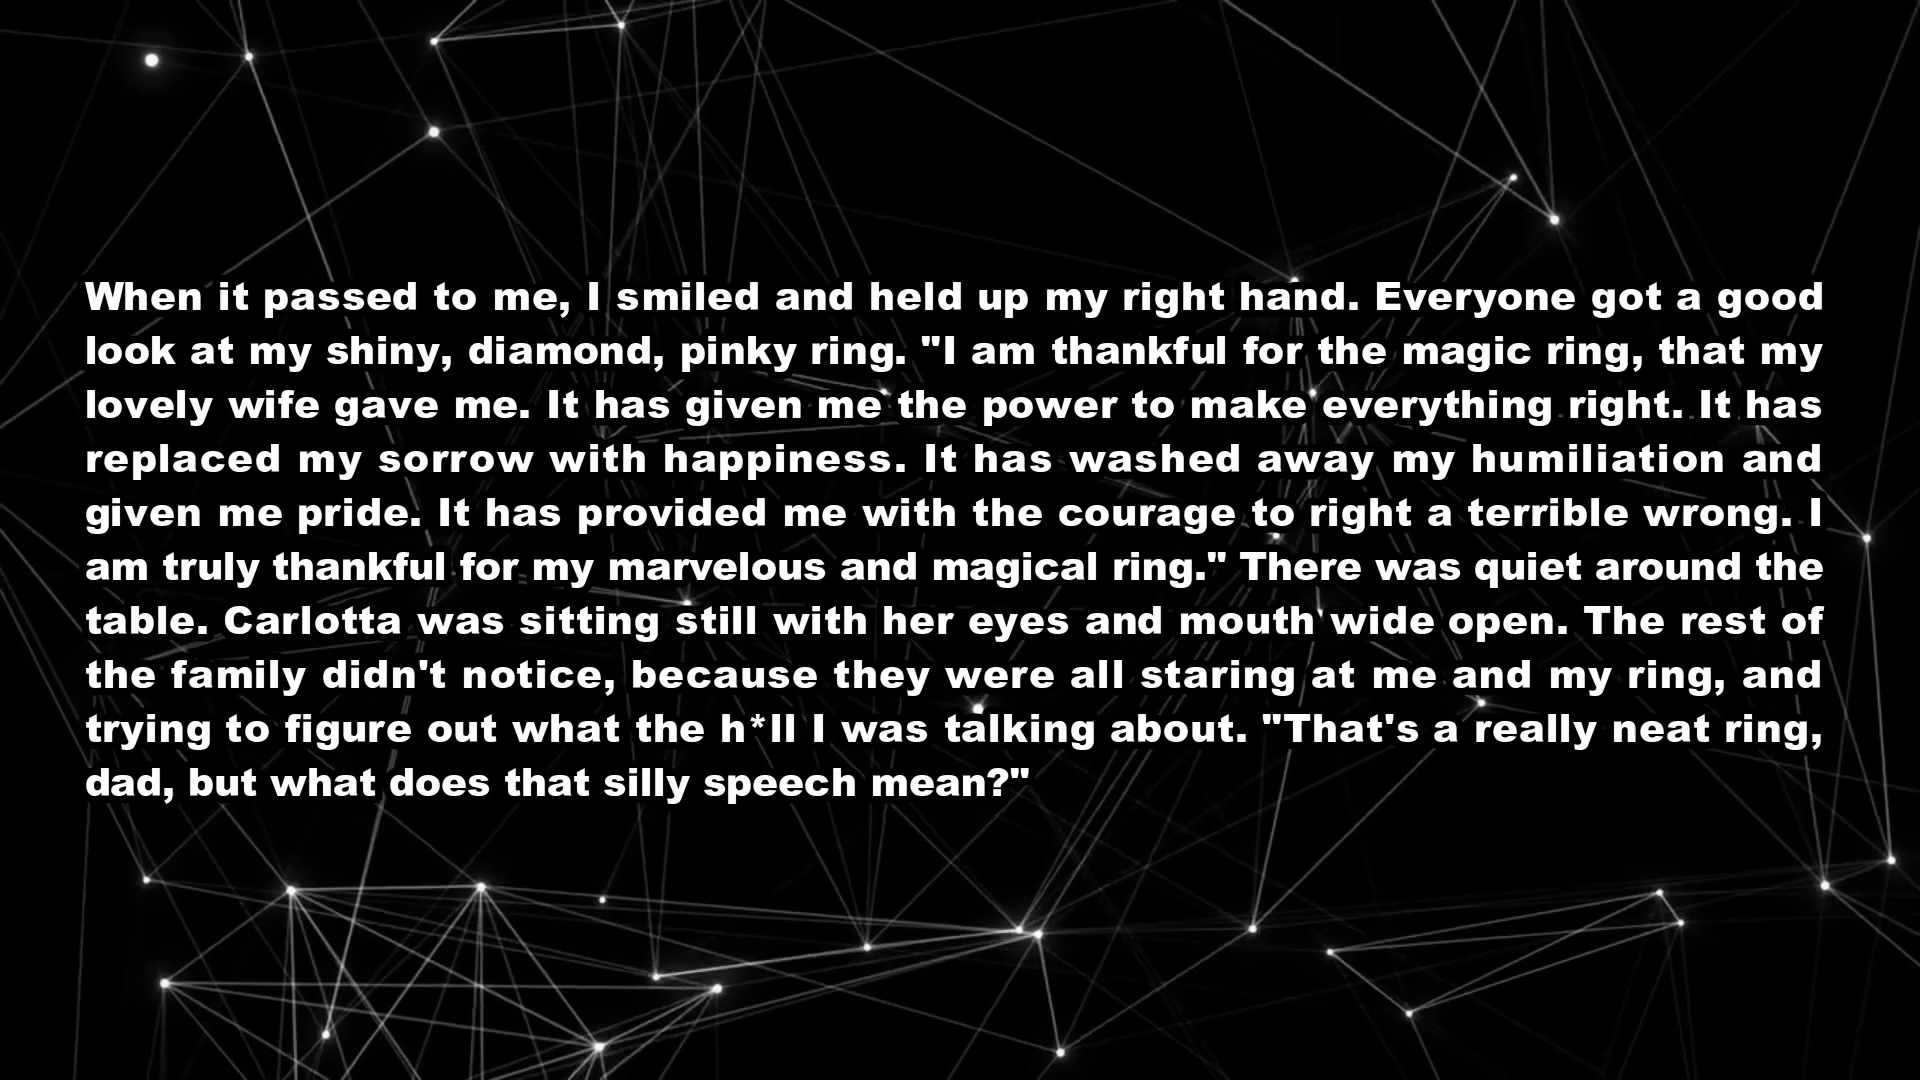 When it passed to me, I smiled and held up my right hand. Everyone got a good
look at my shiny, diamond, pinky ring. "I am thankful for the magic ring, that my
lovely wife gave me. It has given me the power to make everything right. It has
replaced my sorrow with happiness. It has washed away my humiliation and
given me pride. It has provided me with the courage to right a terrible wrong. I
am truly thankful for my marvelous and magical ring." There was quiet around the
table. Carlotta was sitting still with her eyes and mouth wide open. The rest of
the family didn't notice, because they were all staring at me and my ring, and
trying to figure out what the h*ll I was talking about. "That's a really neat ring,
dad, but what does that silly speech mean?"